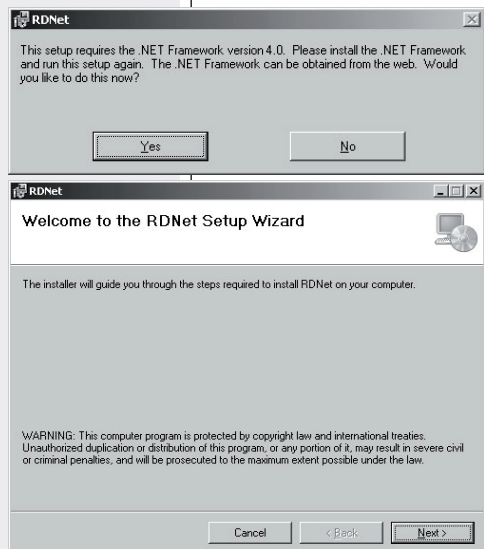 RDNet
This setup requires the .NET Framework version 4.0. Please install the .NET Framework
and run this setup again. The .NET Framework can be obtained from the web. Would
you like to do this now?
Yes
No
RDNet
Welcome to the RDNet Setup Wizard
The installer will guide you through the steps required to install RDNet on your computer.
WARNING: This computer program is protected by copyright law and international treaties.
Unauthorized duplication or distribution of this program, or any portion of it, may result in severe civil
or criminal penalties, and will be prosecuted to the maximum extent possible under the law.
Cancel
< Back
Next >